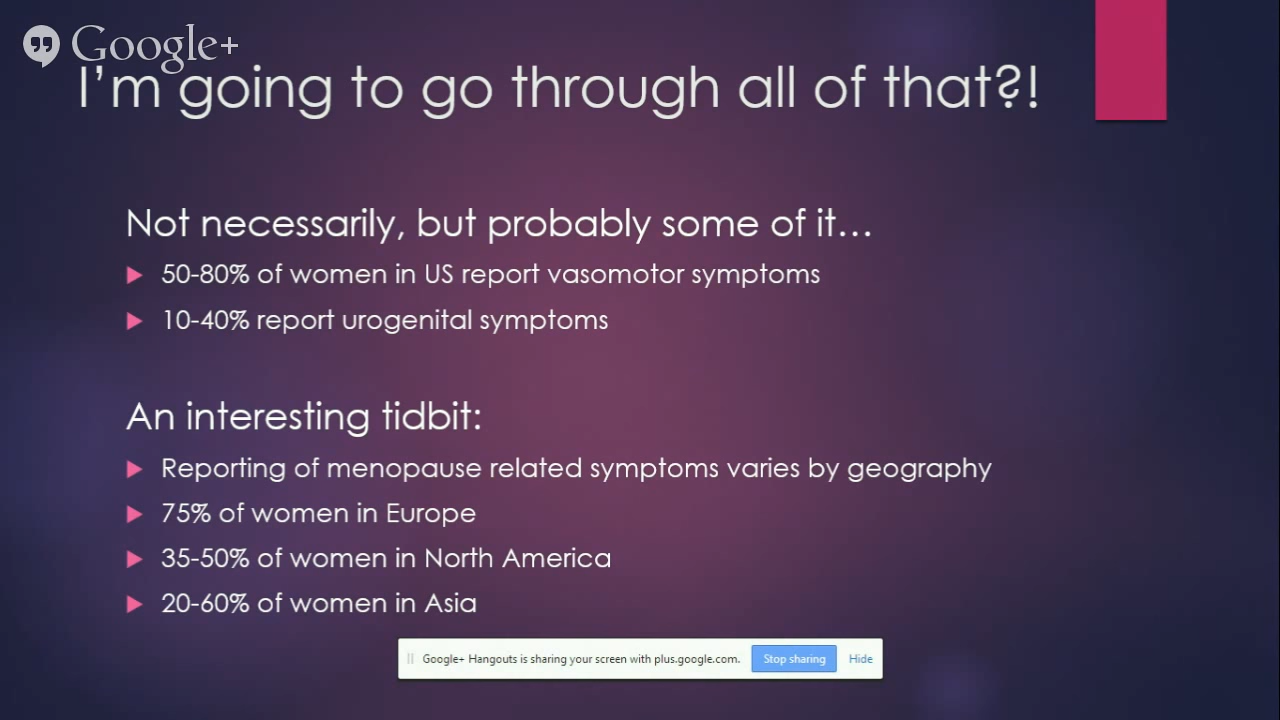 Google+
I'm going to go through all of that?!
Not necessarily, but probably some of it…
50-80% of women in US report vasomotor symptoms
10-40% report urogenital symptoms
An interesting tidbit:
Reporting of menopause related symptoms varies by geography
75% of women in Europe
35-50% of women in North America
20-60% of women in Asia
Google+ Hangouts is sharing your screen with plus.google.com. Stop sharing Hide